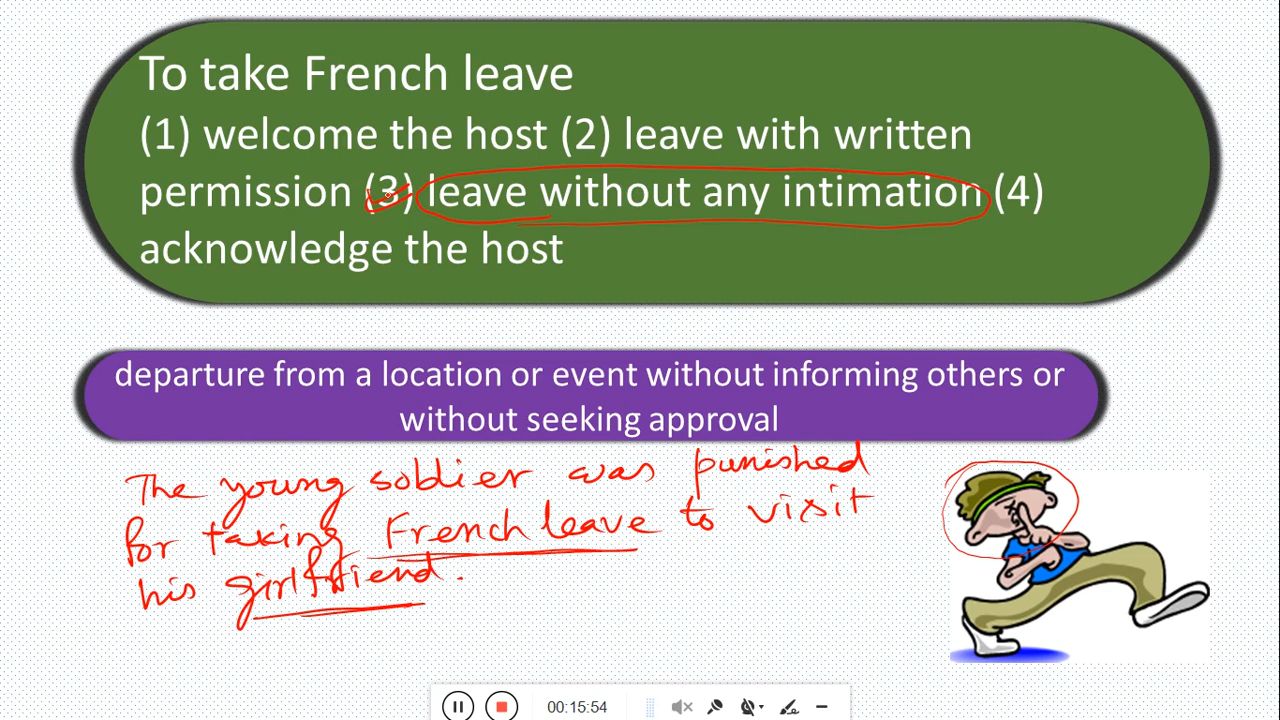 To take French leave
(1) welcome the host (2) leave with written
permission (3) leave without any intimation (4)
acknowledge the host
departure from a location or event without informing others or
without seeking approval
The young soldier was punished
for taking French leave to visit
his girlfriend.
00:15:54